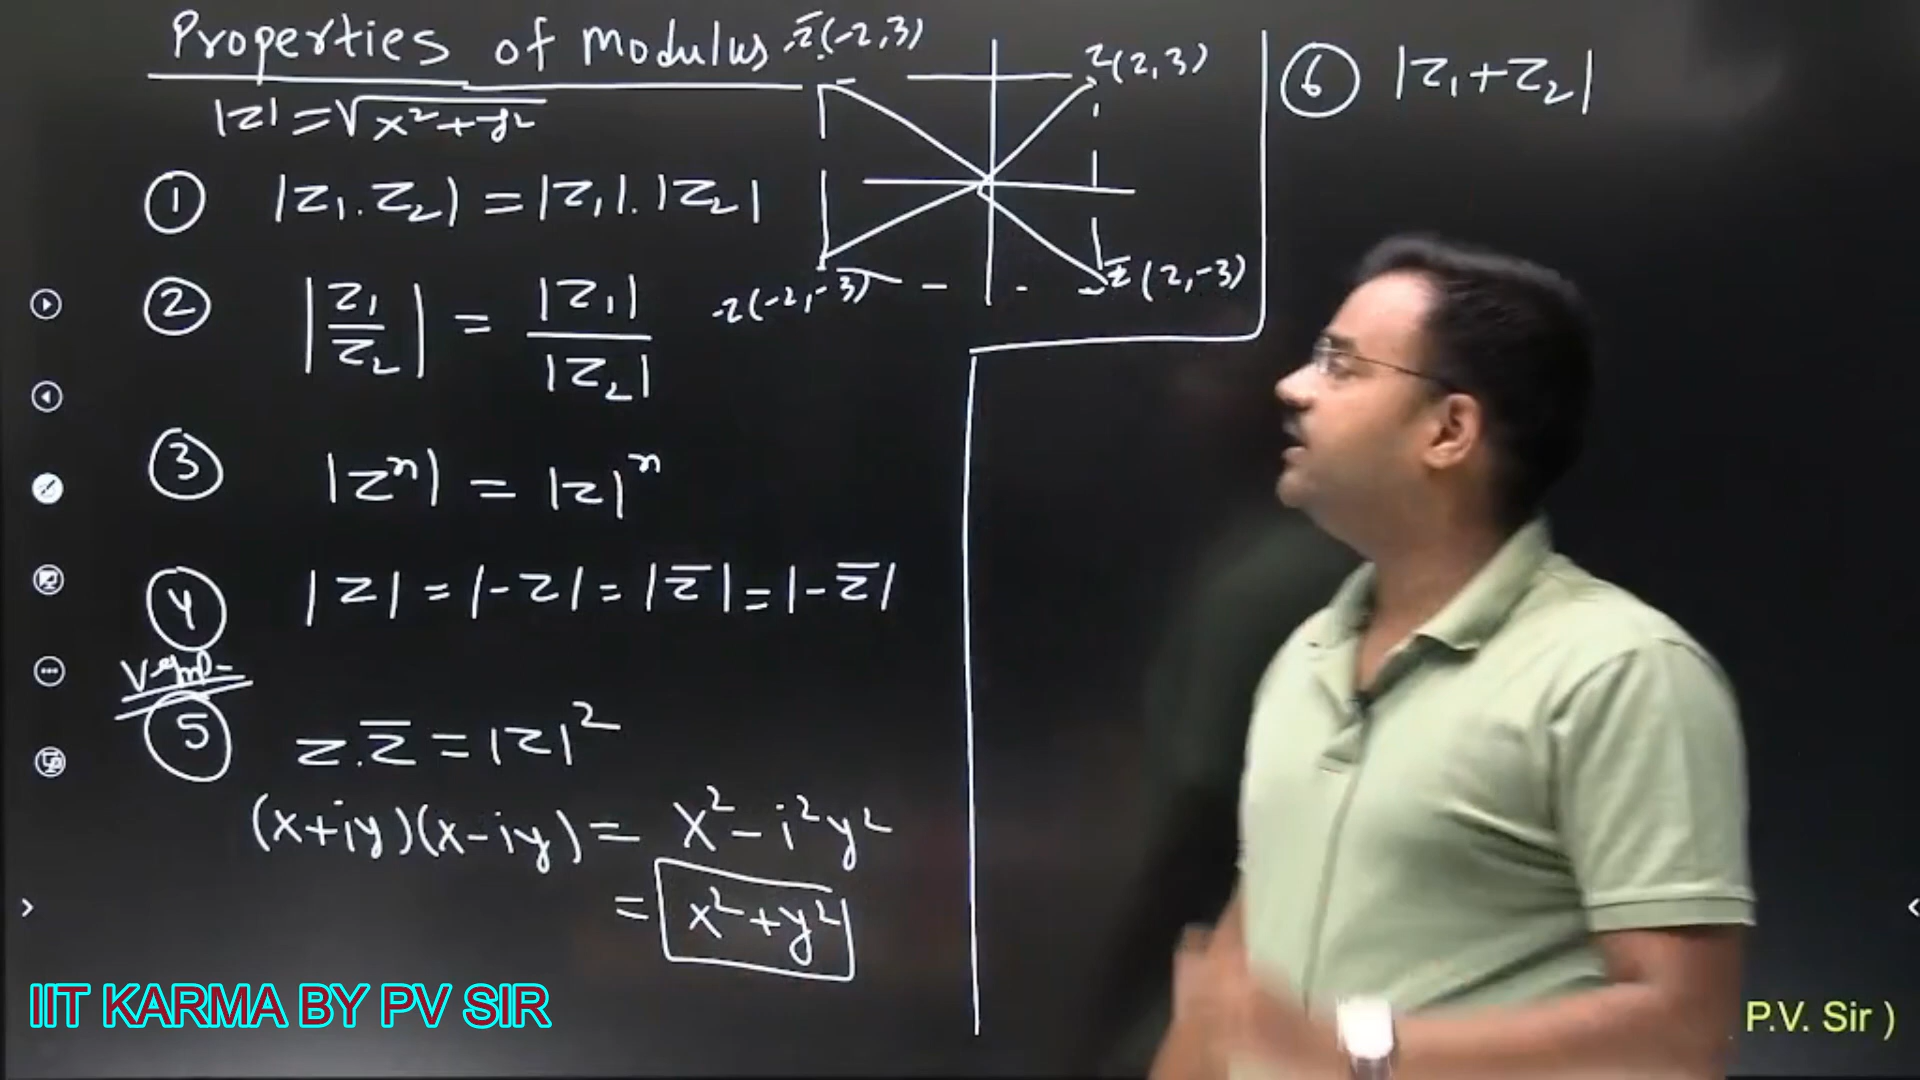 Properties of modulus
|z| = √x²+y²
① |z₁.z₂| = |z₁|.|z₂|
② |z₁/z₂| = |z₁|/|z₂|
③ |zⁿ| = |z|ⁿ
④ |z| = |-z| = |z̄| = |-z̄|
V.Imp.
⑤ z.z̄ = |z|²
(x+iy)(x-iy) = x²-i²y²
= x²+y²
-z̄(-2,3)
z(2,3)
-z(-2,-3)
z̄(2,-3)
⑥ |z₁+z₂|
IIT KARMA BY PV SIR
P.V. Sir )